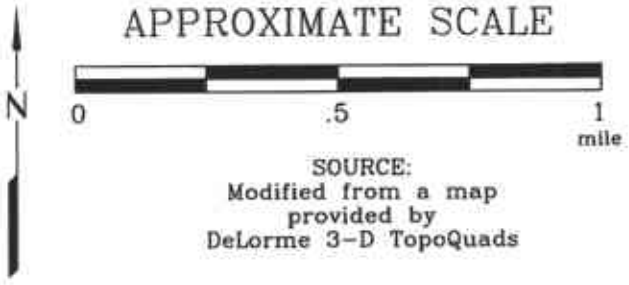 APPROXIMATE SCALE
N
0 .5 1
mile
SOURCE:
Modified from a map
provided by
DeLorme 3-D TopoQuads